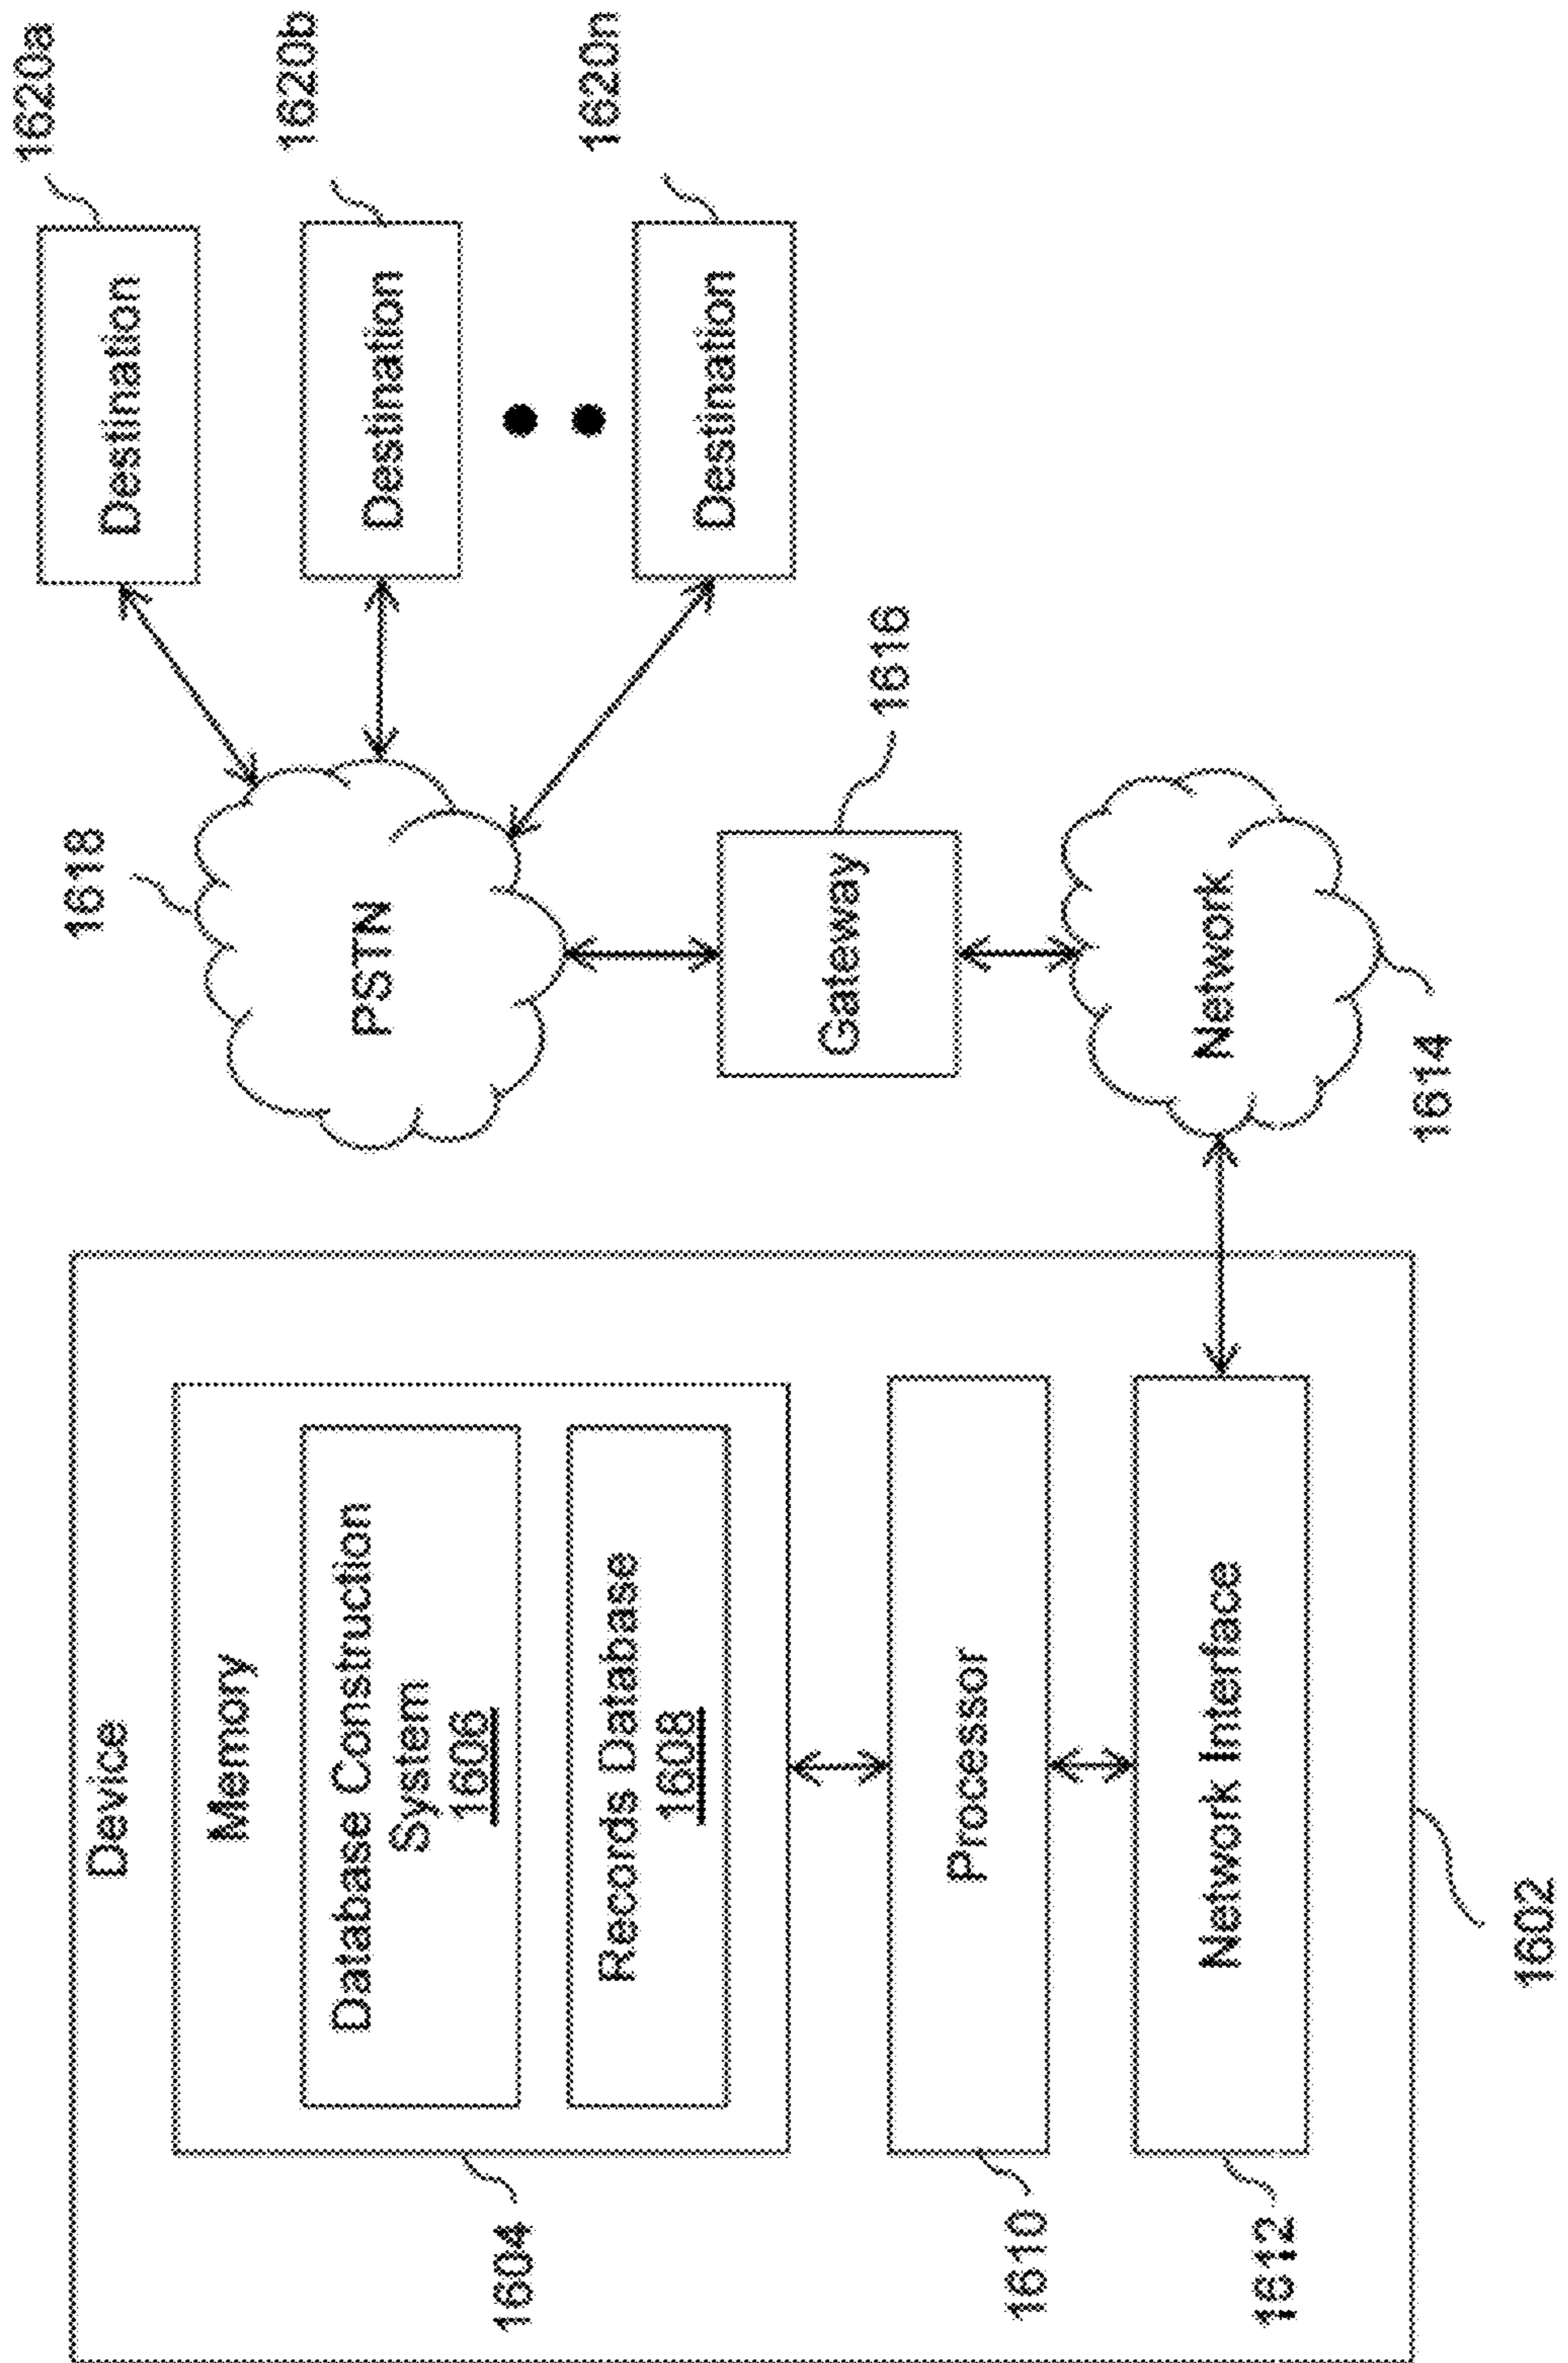 Device
Memory
Database Construction
System
1606
Records Database
1608
1604
Processor
1610
Network Interface
1612
1602
1618
PSTN
Gateway
1616
Network
1614
Destination
1620a
Destination
1620b
Destination
1620n